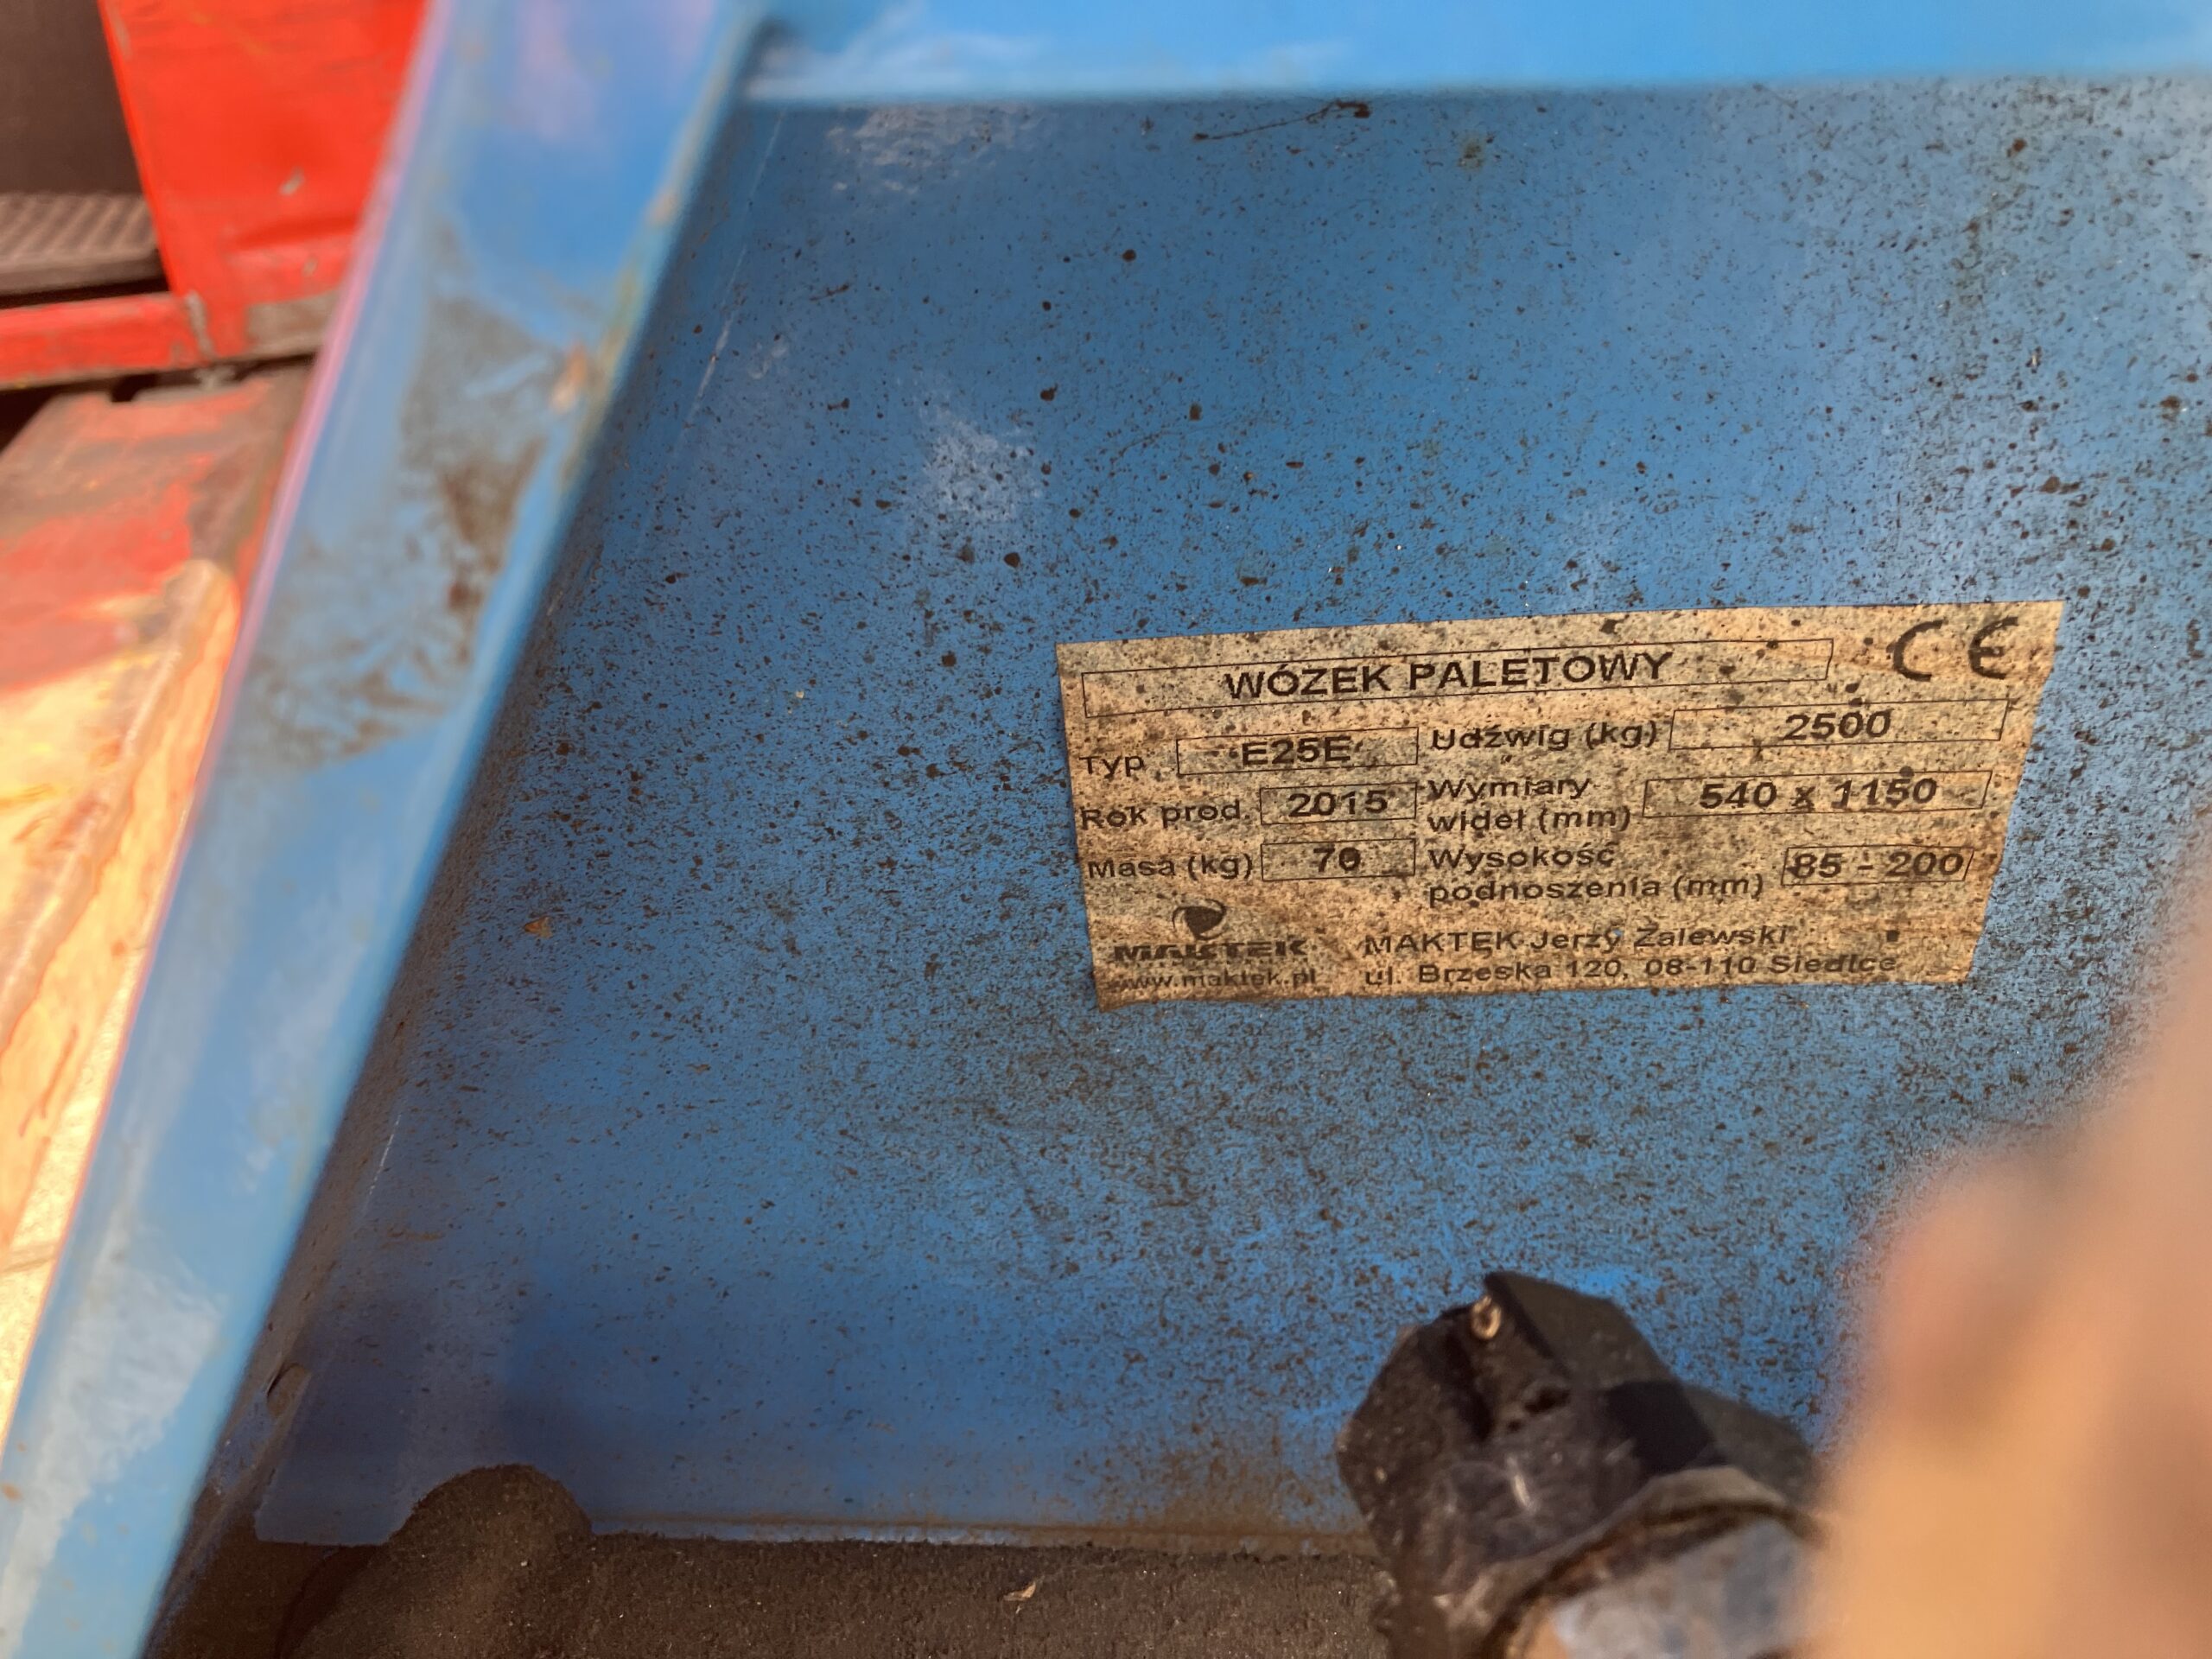 WÓZEK PALETOWY CE
Typ E25E Udźwig (kg) 2500
Rok prod. 2015 Wymiary wideł (mm) 540 x 1150
Masa (kg) 70 Wysokość podnoszenia (mm) 85 - 200
MAKTEK MAKTEK Jerzy Zalewski
www.maktek.pl ul. Brzeska 120, 08-110 Siedlce